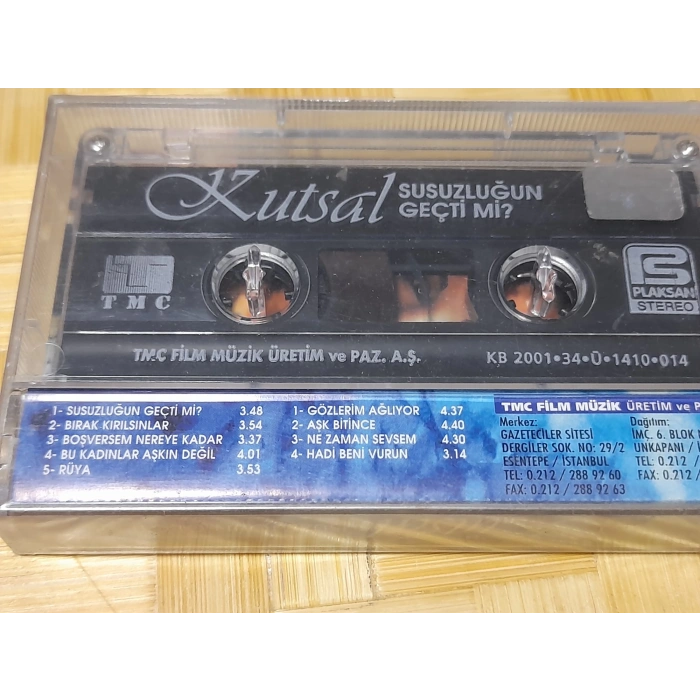 Kutsal
SUSUZLUĞUN
GEÇTİ Mİ?
TMC
PLAKSAN
STEREO
TMC FİLM MÜZİK ÜRETİM ve PAZ. A.Ş.
KB 2001•34•Ü•1410•014
1- SUSUZLUĞUN GEÇTİ Mİ? 3.48
2- BIRAK KIRILSINLAR 3.54
3- BOŞVERSEM NEREYE KADAR 3.37
4- BU KADINLAR AŞKIN DEĞİL 4.01
5- RÜYA 3.53
1- GÖZLERİM AĞLIYOR 4.37
2- AŞK BİTİNCE 4.40
3- NE ZAMAN SEVSEM 4.30
4- HADİ BENİ VURUN 3.14
TMC FİLM MÜZİK ÜRETİM ve
Merkez:
GAZETECİLER SİTESİ
DERGİLER SOK. NO: 29/2
ESENTEPE / İSTANBUL
TEL: 0.212 / 288 92 60
FAX: 0.212 / 288 92 63
Dağıtım:
İMÇ. 6. BLOK
UNKAPANI /
TEL: 0.212
FAX: 0.212 /